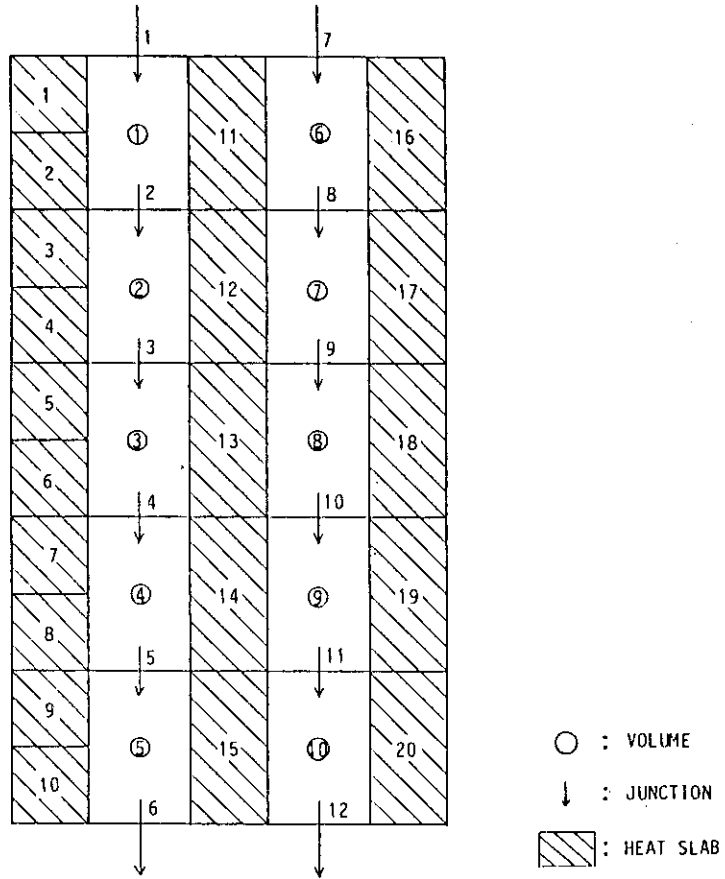 1 7
1 ① 11 ⑥ 16
2
2 8
3
② 12 ⑦ 17
4
3 9
5
③ 13 ⑧ 18
6
4 10
7
④ 14 ⑨ 19
8
5 11
9
⑤ 15 ⑩ 20
10
6 12
: VOLUME
: JUNCTION
: HEAT SLAB